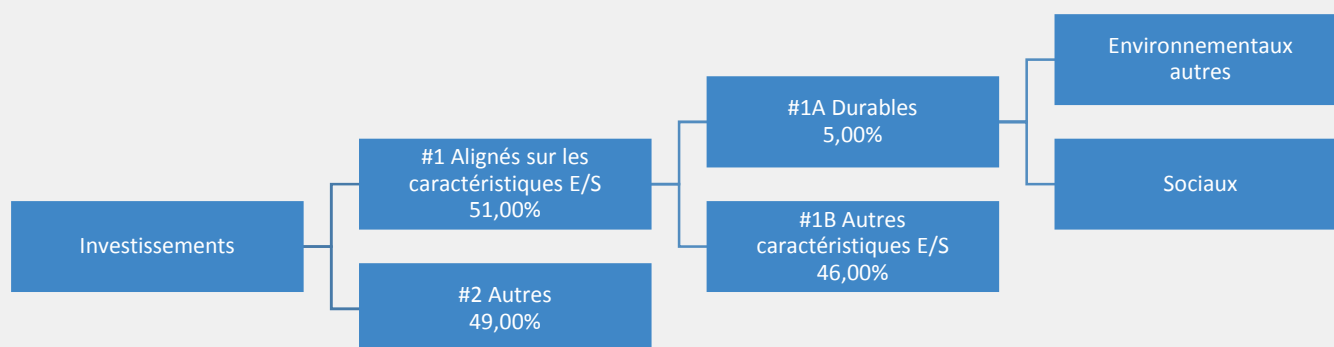 Investissements
#1 Alignés sur les
caractéristiques E/S
51,00%
#2 Autres
49,00%
#1A Durables
5,00%
#1B Autres
caractéristiques E/S
46,00%
Environnementaux
autres
Sociaux